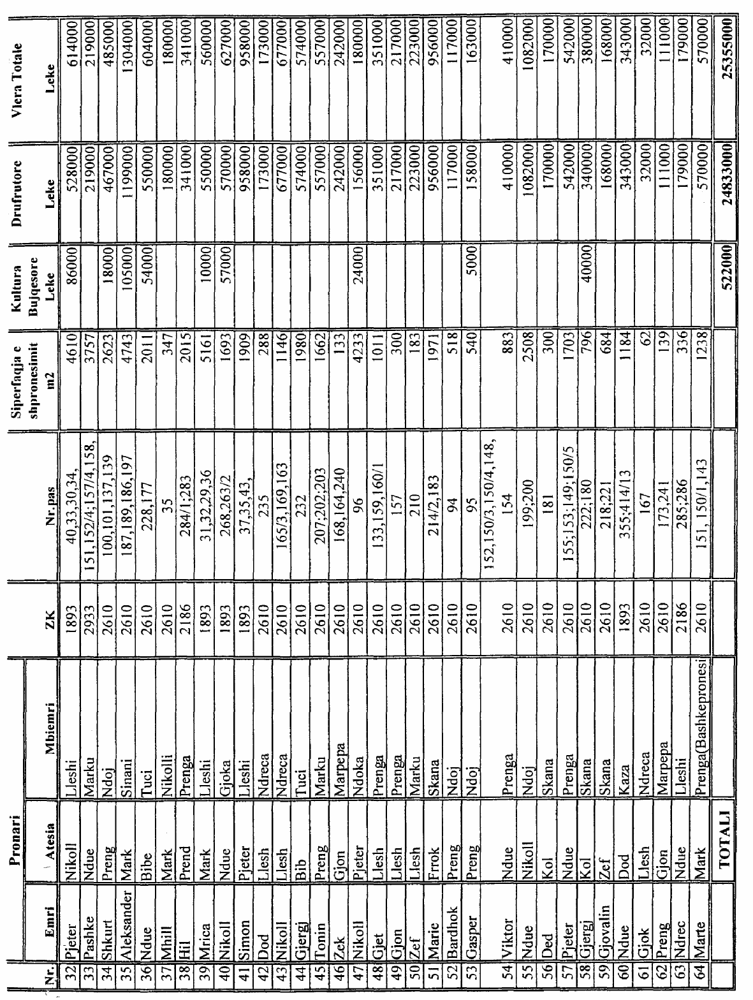 Pronari
Nr. Emri Atesia Mbiemri ZK Nr.pas Siperfaqja e shpronesimit m2 Kultura Bujqesore Leke Drufrutore Leke Vlera Totale Leke
32 Pjeter Nikoll Lleshi 1893 40,33,30,34, 4610 86000 528000 614000
33 Pashke Ndue Marku 2933 151,152/4;157/4,158, 3757 219000 219000
34 Shkurt Preng Ndoj 2610 100,101,137,139 2623 18000 467000 485000
35 Aleksander Mark Sinani 2610 187,189,186,197 4743 105000 1199000 1304000
36 Ndue Bibe Tuci 2610 228,177 2011 54000 550000 604000
37 Mhill Mark Nikolli 2610 35 347 180000 180000
38 Hil Prend Prenga 2186 284/1;283 2015 341000 341000
39 Mrica Mark Lleshi 1893 31,32,29,36 5161 10000 550000 560000
40 Nikoll Ndue Gjoka 1893 268,263/2 1693 57000 570000 627000
41 Simon Pjeter Lleshi 1893 37,35,43, 1909 958000 958000
42 Dod Llesh Ndreca 2610 235 288 173000 173000
43 Nikoll Llesh Ndreca 2610 165/3,169,163 1146 677000 677000
44 Gjergj Bib Tuci 2610 232 1980 574000 574000
45 Tonin Preng Marku 2610 207;202;203 1662 557000 557000
46 Zek Gjon Marpepa 2610 168,164,240 133 242000 242000
47 Nikoll Pjeter Ndoka 2610 96 4233 24000 156000 180000
48 Gjet Llesh Prenga 2610 133,159,160/1 1011 351000 351000
49 Gjon Llesh Prenga 2610 157 300 217000 217000
50 Zef Llesh Marku 2610 210 183 223000 223000
51 Marie Frrok Skana 2610 214/2,183 1971 956000 956000
52 Bardhok Preng Ndoj 2610 94 518 117000 117000
53 Gasper Preng Ndoj 2610 95 540 5000 158000 163000
54 Viktor Ndue Prenga 2610 152,150/3,150/4,148, 154 883 410000 410000
55 Ndue Nikoll Ndoj 2610 199;200 2508 1082000 1082000
56 Ded Kol Skana 2610 181 300 170000 170000
57 Pjeter Ndue Prenga 2610 155;153;149;150/5 1703 542000 542000
58 Gjergj Kol Skana 2610 222;180 796 40000 340000 380000
59 Gjovalin Zef Skana 2610 218;221 684 168000 168000
60 Ndue Dod Kaza 1893 355;414/13 1184 343000 343000
61 Gjok Llesh Ndreca 2610 167 62 32000 32000
62 Preng Gjon Marpepa 2610 173,241 139 111000 111000
63 Ndrec Ndue Lleshi 2186 285;286 336 179000 179000
64 Marte Mark Prenga(Bashkepronesi 2610 151, 150/1,143 1238 570000 570000
TOTALI 522000 24833000 25355000